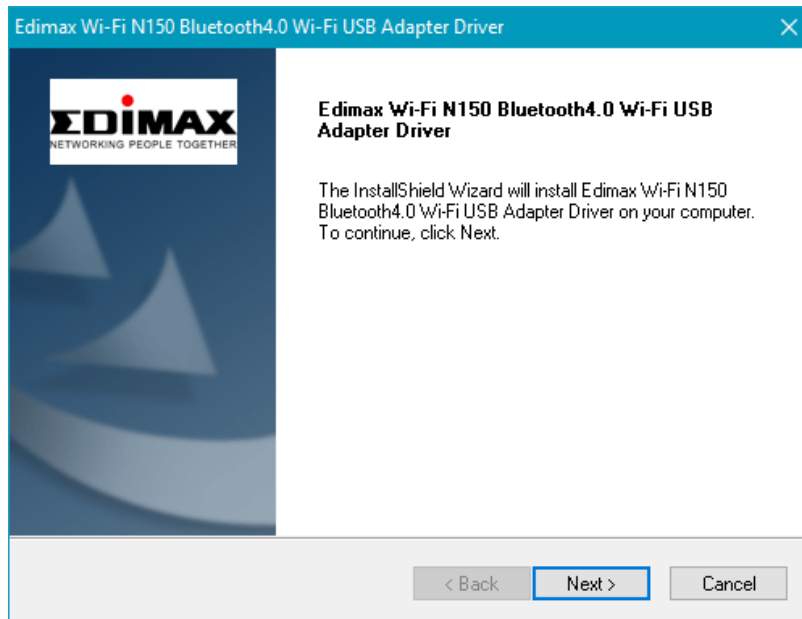 Edimax Wi-Fi N150 Bluetooth4.0 Wi-Fi USB Adapter Driver
EDIMAX
NETWORKING PEOPLE TOGETHER
Edimax Wi-Fi N150 Bluetooth4.0 Wi-Fi USB
Adapter Driver
The InstallShield Wizard will install Edimax Wi-Fi N150
Bluetooth4.0 Wi-Fi USB Adapter Driver on your computer.
To continue, click Next.
< Back
Next >
Cancel